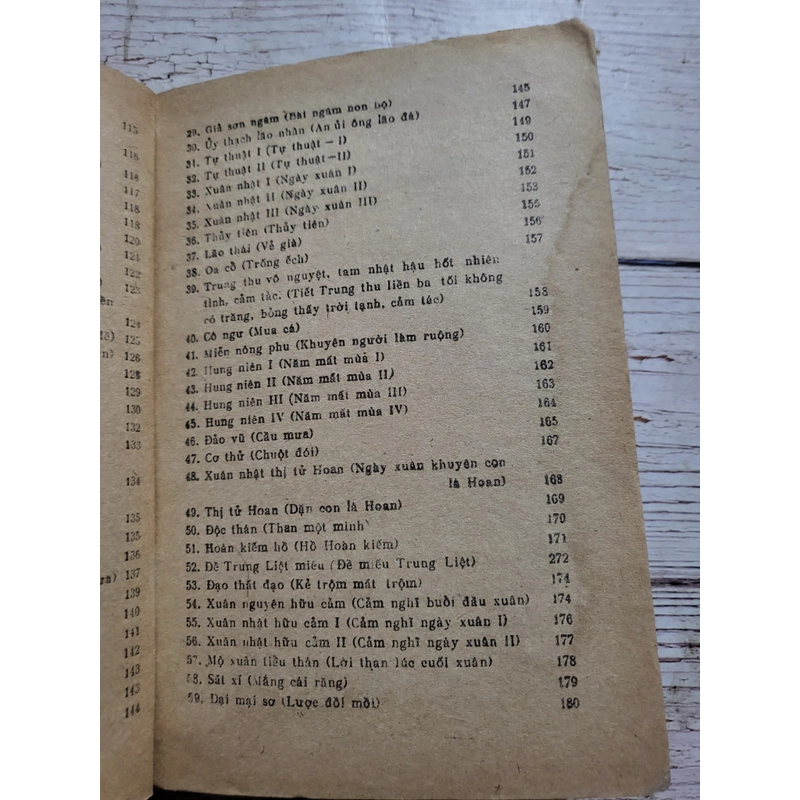 115
116
116
117
118
118
120
121
122
123
ền
124
iê) 125
n) 126
128
129
130
132
133
134
135
135
136
ưa) 137
139
140
141
142
143
143
144
29. Giả sơn ngâm (Bài ngâm non bộ) 145
30. Ủy thạch lão nhân (An ủi ông lão đá) 147
31. Tự thuật I (Tự thuật — I) 149
32. Tự thuật II (Tự thuật—II) 150
33. Xuân nhật I (Ngày xuân I) 151
34. Xuân nhật II (Ngày xuân II) 152
35. Xuân nhật III (Ngày xuân III) 153
36. Thủy tiên (Thủy tiên) 155
37. Lão thái (Vẻ già) 156
38. Oa cổ (Trống ếch) 157
39. Trung thu vô nguyệt, tam nhật hậu hốt nhiên
tình, cảm tác. (Tiết Trung thu liền ba tối không
có trăng, bỗng thấy trời tạnh, cảm tác) 158
40. Cô ngư (Mua cá) 159
41. Miễn nông phu (Khuyên người làm ruộng) 160
42. Hung niên I (Năm mất mùa I) 161
43. Hung niên II (Năm mất mùa II) 162
44. Hung niên III (Năm mất mùa III) 163
45. Hung niên IV (Năm mất mùa IV) 164
46. Đảo vũ (Cầu mưa) 165
47. Cơ thử (Chuột đói) 167
48. Xuân nhật thị tử Hoan (Ngày xuân khuyên con
là Hoan) 168
49. Thị tử Hoan (Dặn con là Hoan) 169
50. Độc thán (Than một mình) 170
51. Hoàn kiếm hồ (Hồ Hoàn kiếm) 171
52. Đề Trung Liệt miếu (Đề miếu Trung Liệt) 272
53. Đạo thất đạo (Kẻ trộm mất trộm) 174
54. Xuân nguyên hữu cảm (Cảm nghĩ buổi đầu xuân) 174
55. Xuân nhật hữu cảm I (Cảm nghĩ ngày xuân I) 176
56. Xuân nhật hữu cảm II (Cảm nghĩ ngày xuân II) 177
57. Mộ xuân tiểu thán (Lời than lúc cuối xuân) 178
58. Sất xỉ (Mắng cái răng) 179
59. Đại mại sơ (Lược đồi mồi) 180